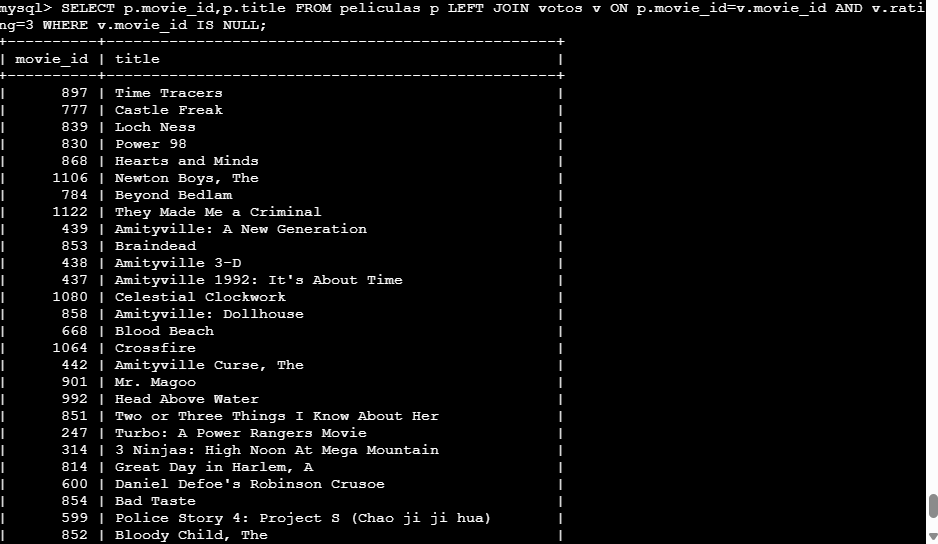 mysql> SELECT p.movie_id,p.title FROM peliculas p LEFT JOIN votos v ON p.movie_id=v.movie_id AND v.rati
ng=3 WHERE v.movie_id IS NULL;
+----------+--------------------------------------------------+
| movie_id | title                                            |
+----------+--------------------------------------------------+
|      897 | Time Tracers                                     |
|      777 | Castle Freak                                     |
|      839 | Loch Ness                                        |
|      830 | Power 98                                         |
|      868 | Hearts and Minds                                 |
|     1106 | Newton Boys, The                                 |
|      784 | Beyond Bedlam                                    |
|     1122 | They Made Me a Criminal                          |
|      439 | Amityville: A New Generation                     |
|      853 | Braindead                                        |
|      438 | Amityville 3-D                                   |
|      437 | Amityville 1992: It's About Time                 |
|     1080 | Celestial Clockwork                              |
|      858 | Amityville: Dollhouse                            |
|      668 | Blood Beach                                      |
|     1064 | Crossfire                                        |
|      442 | Amityville Curse, The                            |
|      901 | Mr. Magoo                                        |
|      992 | Head Above Water                                 |
|      851 | Two or Three Things I Know About Her             |
|      247 | Turbo: A Power Rangers Movie                     |
|      314 | 3 Ninjas: High Noon At Mega Mountain             |
|      814 | Great Day in Harlem, A                           |
|      600 | Daniel Defoe's Robinson Crusoe                   |
|      854 | Bad Taste                                        |
|      599 | Police Story 4: Project S (Chao ji ji hua)       |
|      852 | Bloody Child, The                                |